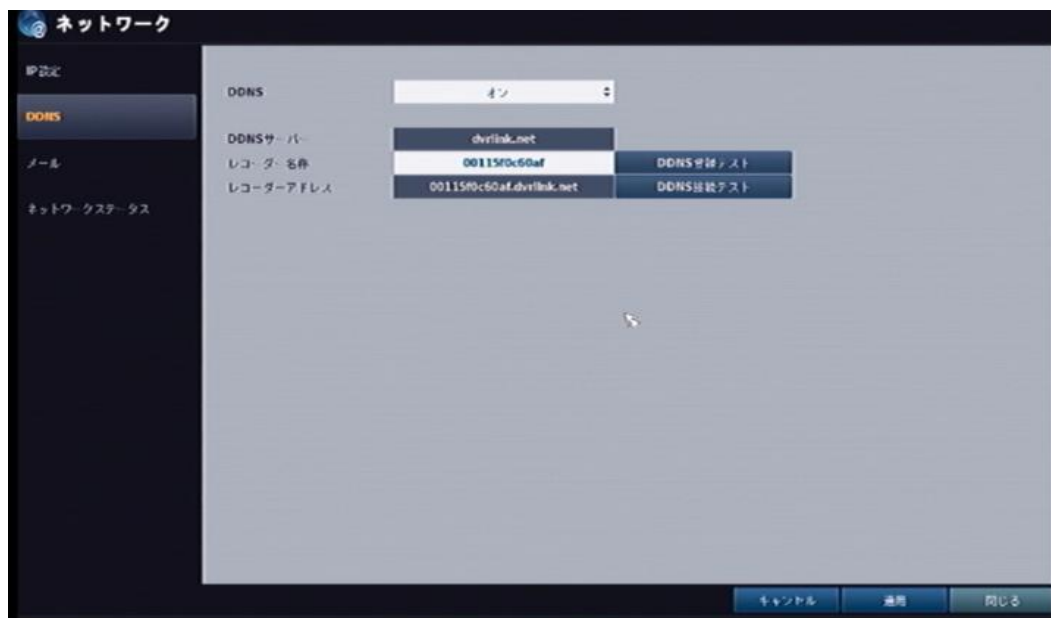 ネットワーク
IP設定
DDNS
メール
ネットワークステータス
DDNS オン
DDNSサーバー dvrlink.net
レコーダー名称 00115f0c60af DDNS登録テスト
レコーダーアドレス 00115f0c60af.dvrlink.net DDNS接続テスト
キャンセル 適用 閉じる